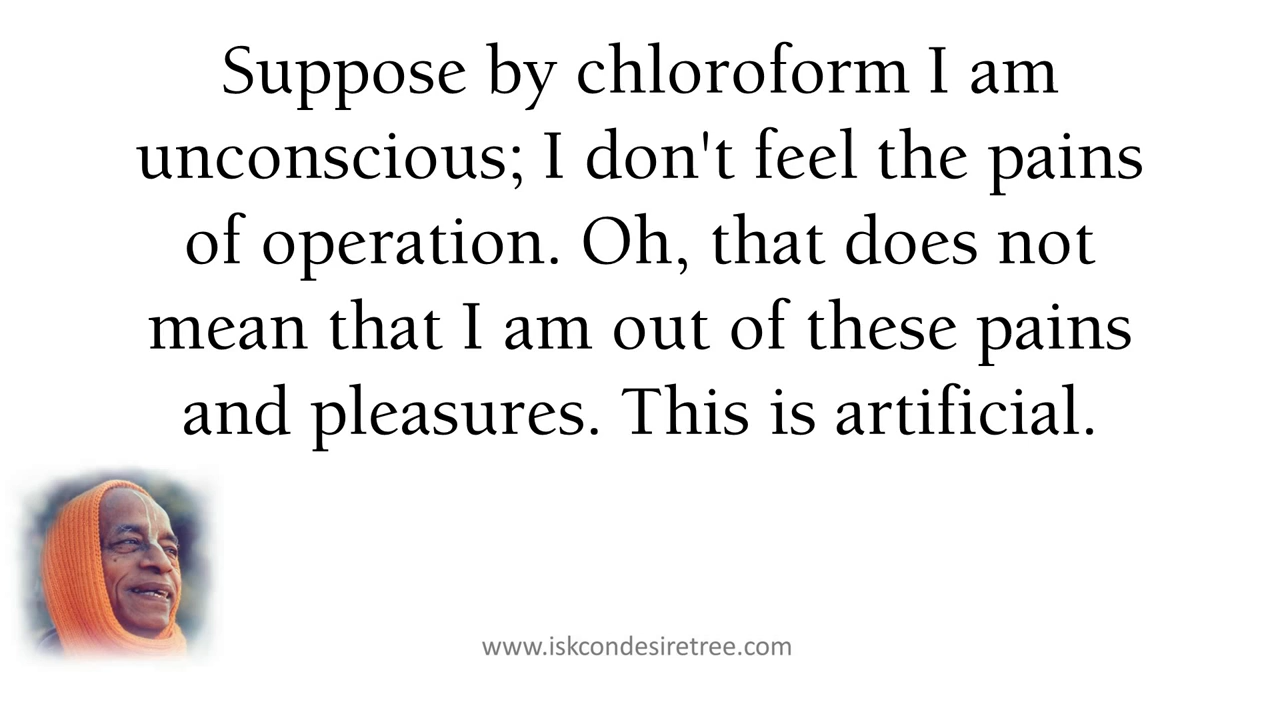 Suppose by chloroform I am
unconscious; I don't feel the pains
of operation. Oh, that does not
mean that I am out of these pains
and pleasures. This is artificial.
www.iskcondesiretree.com